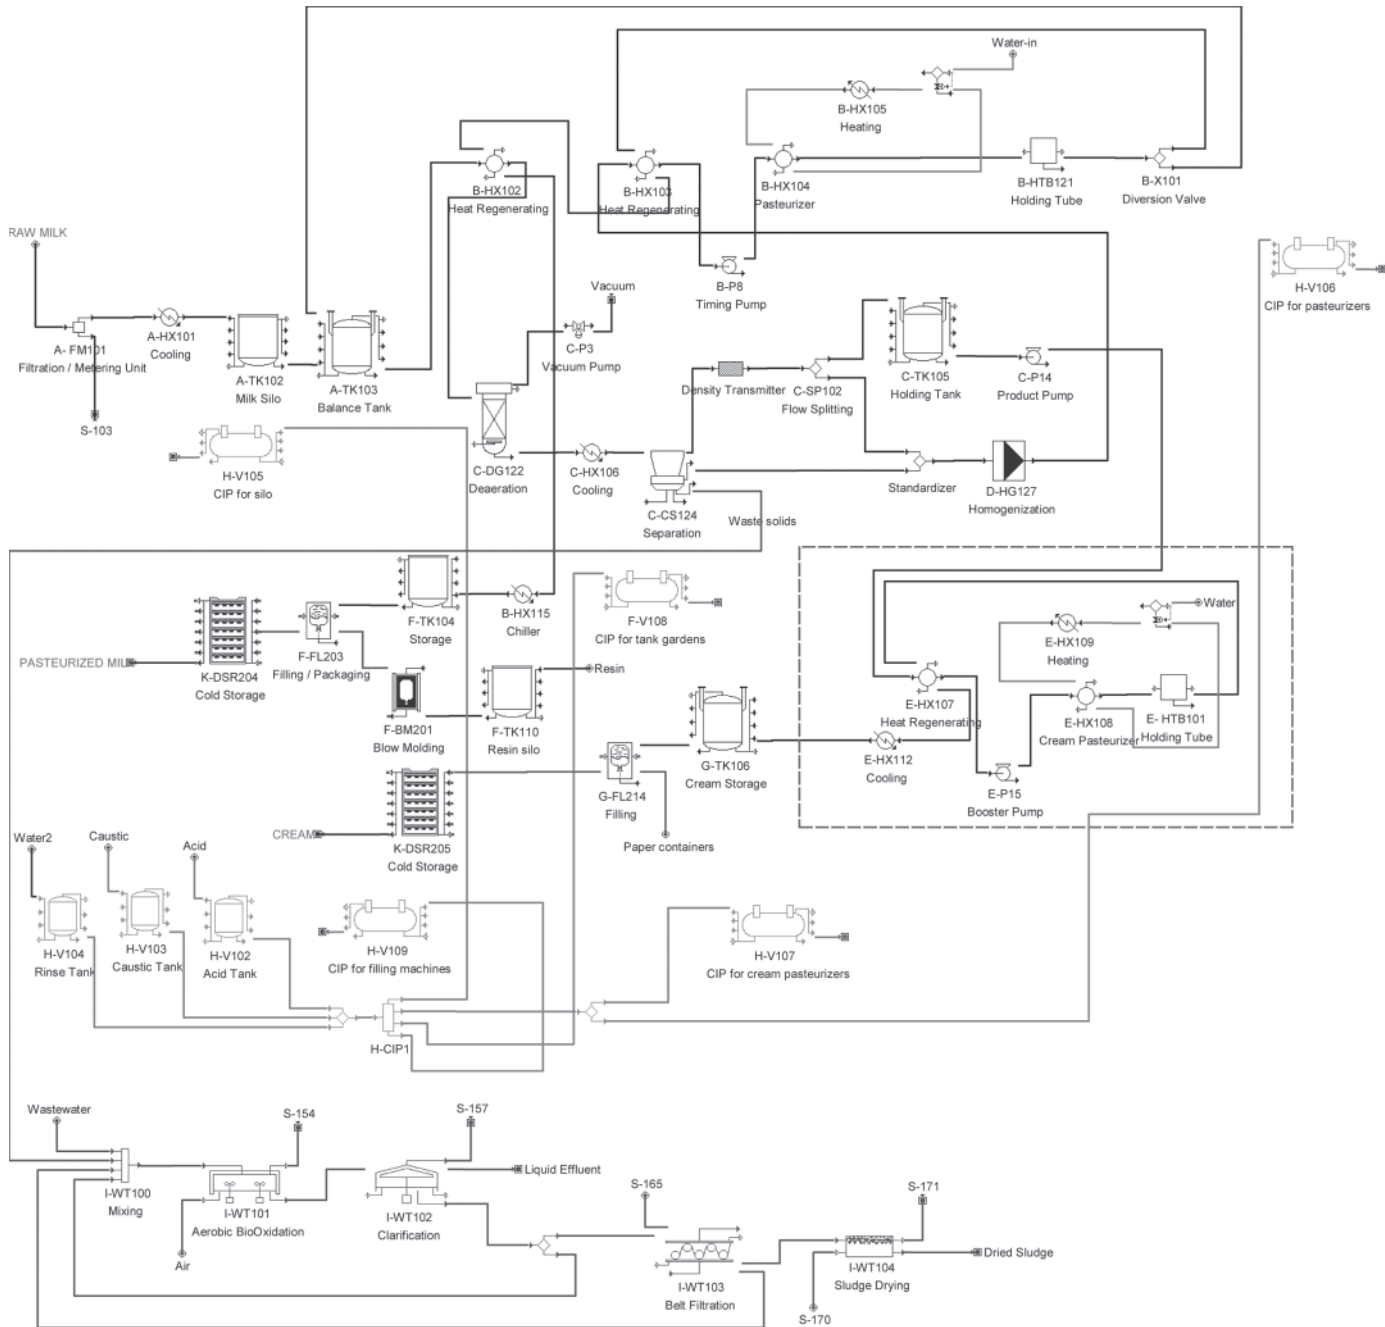 Water-in
B-HX105
Heating
B-HX102
Heat Regenerating
B-HX103
Heat Regenerating
B-HX104
Pasteurizer
B-HTB121
Holding Tube
B-X101
Diversion Valve
RAW MILK
B-P8
Timing Pump
H-V106
CIP for pasteurizers
Vacuum
A- FM101
Filtration / Metering Unit
A-HX101
Cooling
C-P3
Vacuum Pump
A-TK102
Milk Silo
A-TK103
Balance Tank
Density Transmitter
C-SP102
Flow Splitting
C-TK105
Holding Tank
C-P14
Product Pump
S-103
H-V105
CIP for silo
C-DG122
Deaeration
C-HX106
Cooling
C-CS124
Separation
Waste solids
Standardizer
D-HG127
Homogenization
F-TK104
Storage
B-HX115
Chiller
F-V108
CIP for tank gardens
Water
E-HX109
Heating
PASTEURIZED MILK
K-DSR204
Cold Storage
F-FL203
Filling / Packaging
Resin
F-BM201
Blow Molding
F-TK110
Resin silo
E-HX107
Heat Regenerating
E-HX108
Cream Pasteurizer
E- HTB101
Holding Tube
G-TK106
Cream Storage
E-HX112
Cooling
E-P15
Booster Pump
G-FL214
Filling
CREAM
K-DSR205
Cold Storage
Paper containers
Water2
Caustic
Acid
H-V104
Rinse Tank
H-V103
Caustic Tank
H-V102
Acid Tank
H-V109
CIP for filling machines
H-V107
CIP for cream pasteurizers
H-CIP1
Wastewater
S-154
S-157
I-WT100
Mixing
I-WT101
Aerobic BioOxidation
I-WT102
Clarification
Liquid Effluent
S-165
S-171
Air
I-WT103
Belt Filtration
I-WT104
Sludge Drying
Dried Sludge
S-170